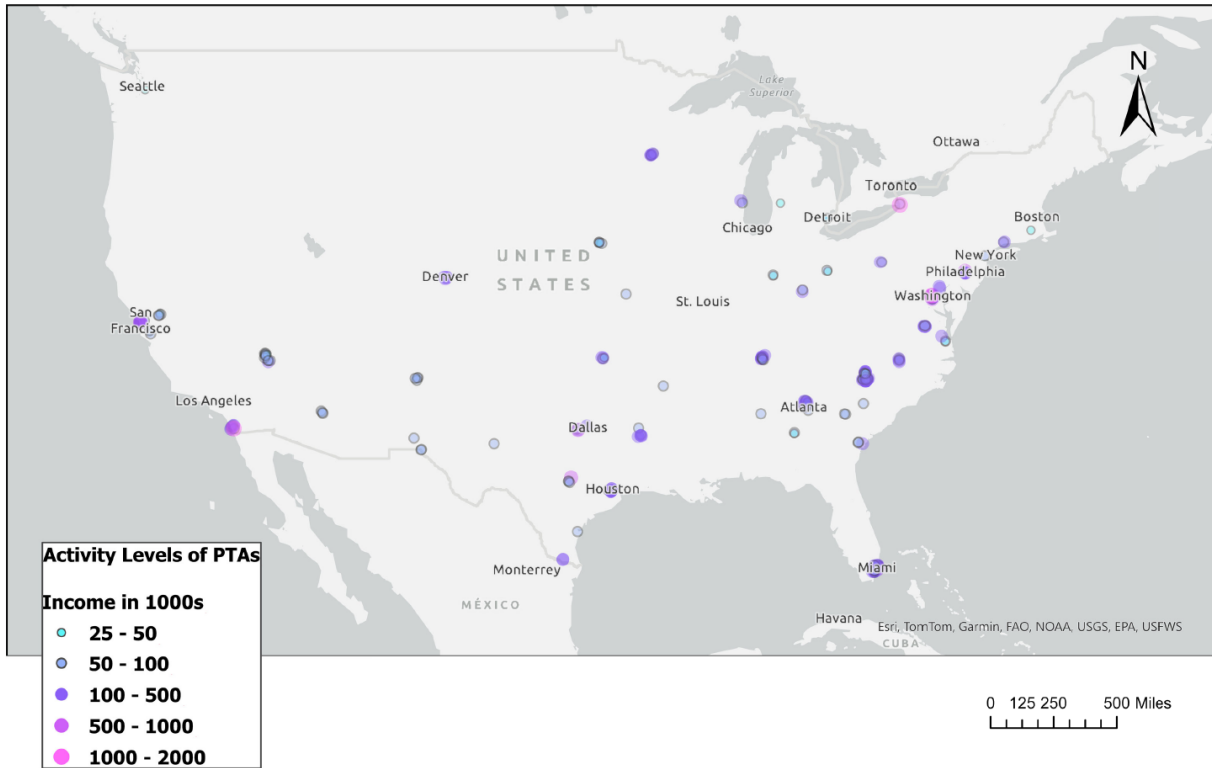 N
Seattle
Lake
Superior
Ottawa
Toronto
Boston
Chicago
Detroit
New York
UNITED
STATES
Denver
Philadelphia
St. Louis
Washington
San
Francisco
Los Angeles
Atlanta
Dallas
Houston
Monterrey
Miami
MÉXICO
Havana
Esri, TomTom, Garmin, FAO, NOAA, USGS, EPA, USFWS
CUBA
Activity Levels of PTAs
Income in 1000s
25 - 50
50 - 100
100 - 500
500 - 1000
1000 - 2000
0 125 250 500 Miles